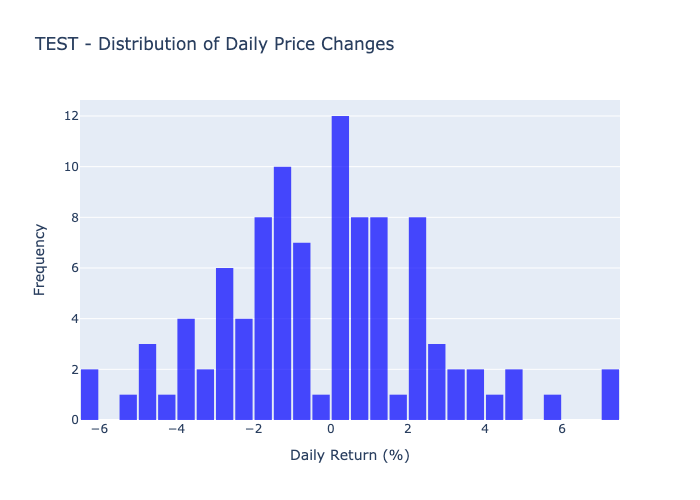 TEST - Distribution of Daily Price Changes
12
10
8
6
4
2
0
−6 −4 −2 0 2 4 6
Frequency
Daily Return (%)